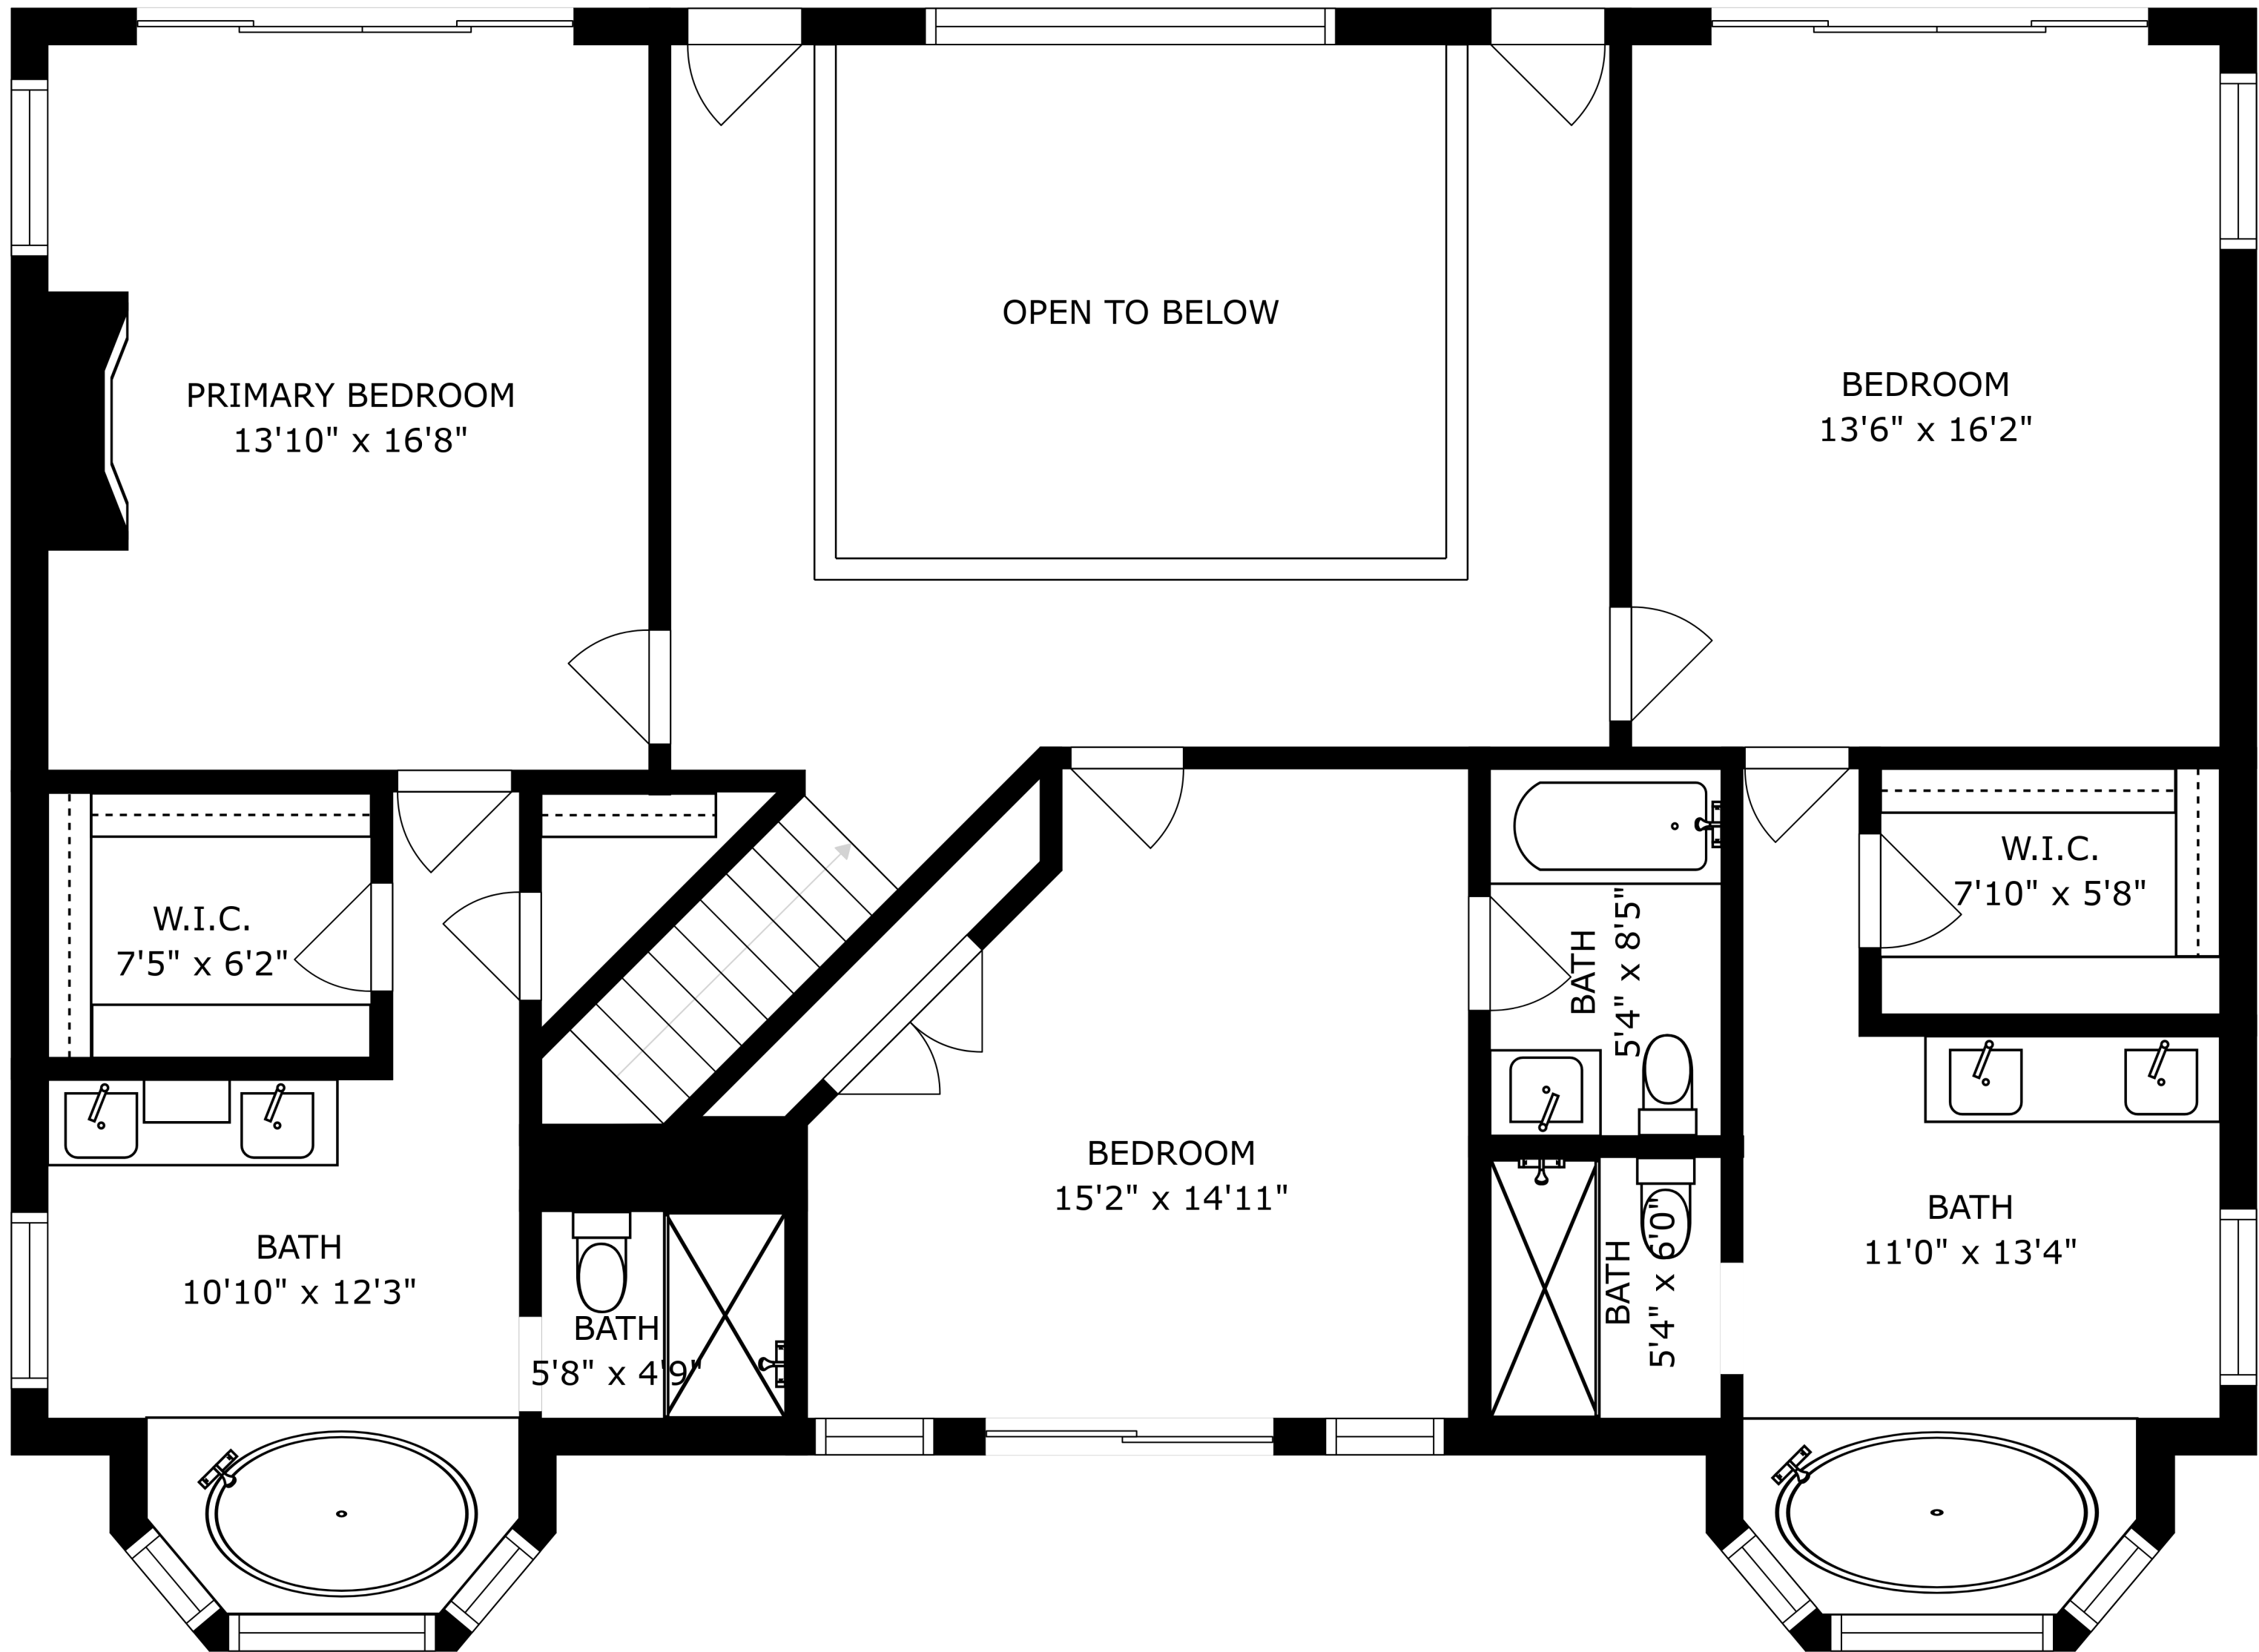 OPEN TO BELOW
PRIMARY BEDROOM
13'10" x 16'8"
BEDROOM
13'6" x 16'2"
W.I.C.
7'5" x 6'2"
W.I.C.
7'10" x 5'8"
BATH
5'4" x 8'5"
BEDROOM
15'2" x 14'11"
BATH
10'10" x 12'3"
BATH
5'8" x 4'9"
BATH
5'4" x 6'0"
BATH
11'0" x 13'4"